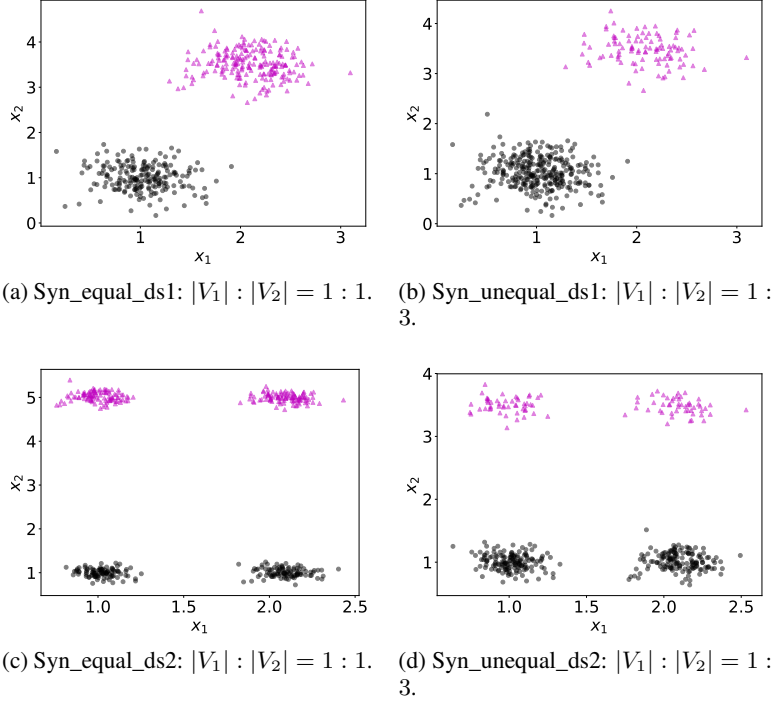 4
3
2
1
0
x₂
1
2
3
x₁
(a) Syn_equal_ds1: |V₁| : |V₂| = 1 : 1.
4
3
2
1
0
x₂
1
2
3
x₁
(b) Syn_unequal_ds1: |V₁| : |V₂| = 1 :
3.
5
4
3
2
1
x₂
1.0
1.5
2.0
2.5
x₁
(c) Syn_equal_ds2: |V₁| : |V₂| = 1 : 1.
4
3
2
1
x₂
1.0
1.5
2.0
2.5
x₁
(d) Syn_unequal_ds2: |V₁| : |V₂| = 1 :
3.